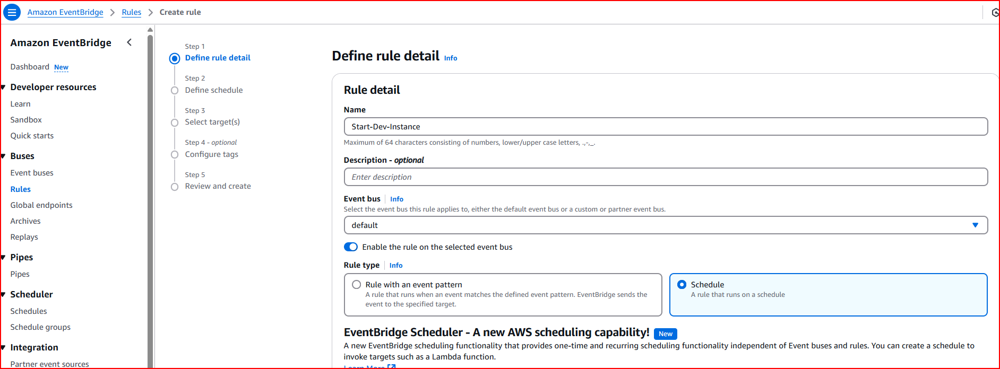 Amazon EventBridge > Rules > Create rule
Amazon EventBridge
Dashboard New
Developer resources
Learn
Sandbox
Quick starts
Buses
Event buses
Rules
Global endpoints
Archives
Replays
Pipes
Pipes
Scheduler
Schedules
Schedule groups
Integration
Partner event sources
Step 1
Define rule detail
Step 2
Define schedule
Step 3
Select target(s)
Step 4 - optional
Configure tags
Step 5
Review and create
Define rule detail Info
Rule detail
Name
Start-Dev-Instance
Maximum of 64 characters consisting of numbers, lower/upper case letters, .,-,_.
Description - optional
Enter description
Event bus Info
Select the event bus this rule applies to, either the default event bus or a custom or partner event bus.
default
Enable the rule on the selected event bus
Rule type Info
Rule with an event pattern
A rule that runs when an event matches the defined event pattern. EventBridge sends the
event to the specified target.
Schedule
A rule that runs on a schedule
EventBridge Scheduler - A new AWS scheduling capability! New
A new EventBridge scheduling functionality that provides one-time and recurring scheduling functionality independent of Event buses and rules. You can create a schedule to
invoke targets such as a Lambda function.
Learn More